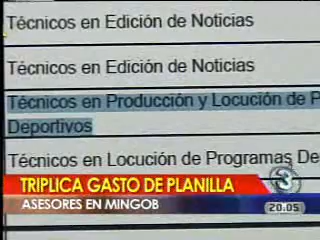 Técnicos en Edición de Noticias
Técnicos en Edición de Noticias
Técnicos en Producción y Locución de P
Deportivos
Técnicos en Locución de Programas De
TRIPLICA GASTO DE PLANILLA
ASESORES EN MINGOB
3
20:05